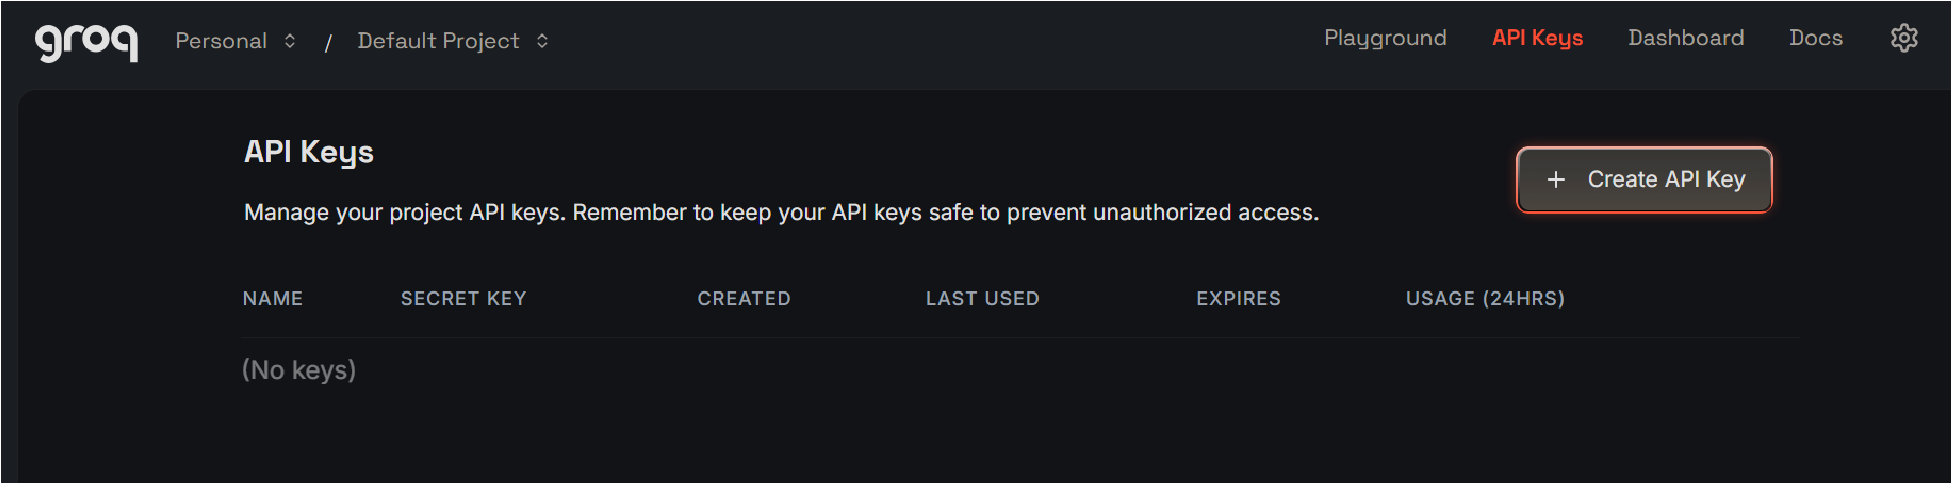 groq Personal / Default Project Playground API Keys Dashboard Docs
API Keys
+ Create API Key
Manage your project API keys. Remember to keep your API keys safe to prevent unauthorized access.
NAME SECRET KEY CREATED LAST USED EXPIRES USAGE (24HRS)
(No keys)